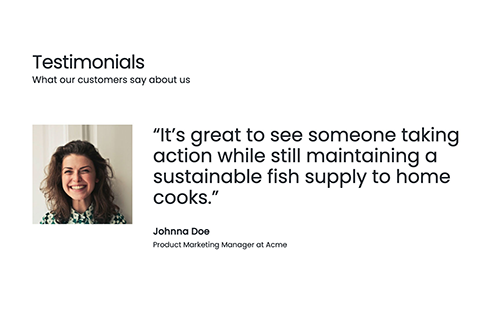 Testimonials
What our customers say about us
“It’s great to see someone taking
action while still maintaining a
sustainable fish supply to home
cooks.”
Johnna Doe
Product Marketing Manager at Acme